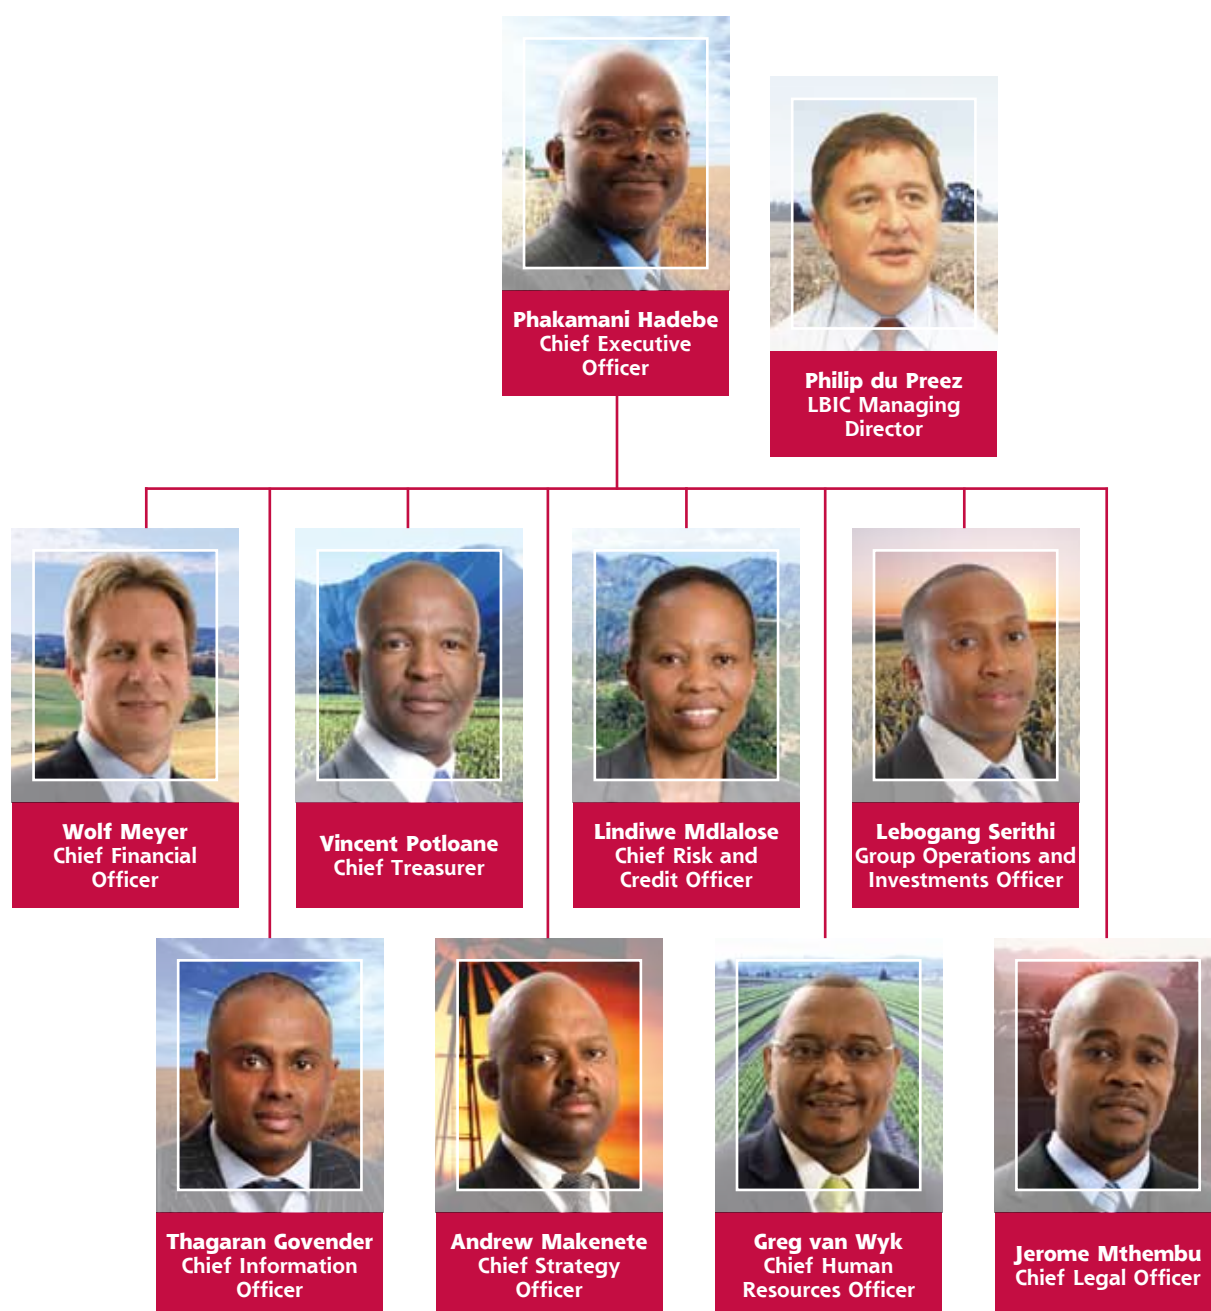 Phakamani Hadebe
Chief Executive
Officer
Philip du Preez
LBIC Managing
Director
Wolf Meyer
Chief Financial
Officer
Vincent Potloane
Chief Treasurer
Lindiwe Mdlalose
Chief Risk and
Credit Officer
Lebogang Serithi
Group Operations and
Investments Officer
Thagaran Govender
Chief Information
Officer
Andrew Makenete
Chief Strategy
Officer
Greg van Wyk
Chief Human
Resources Officer
Jerome Mthembu
Chief Legal Officer